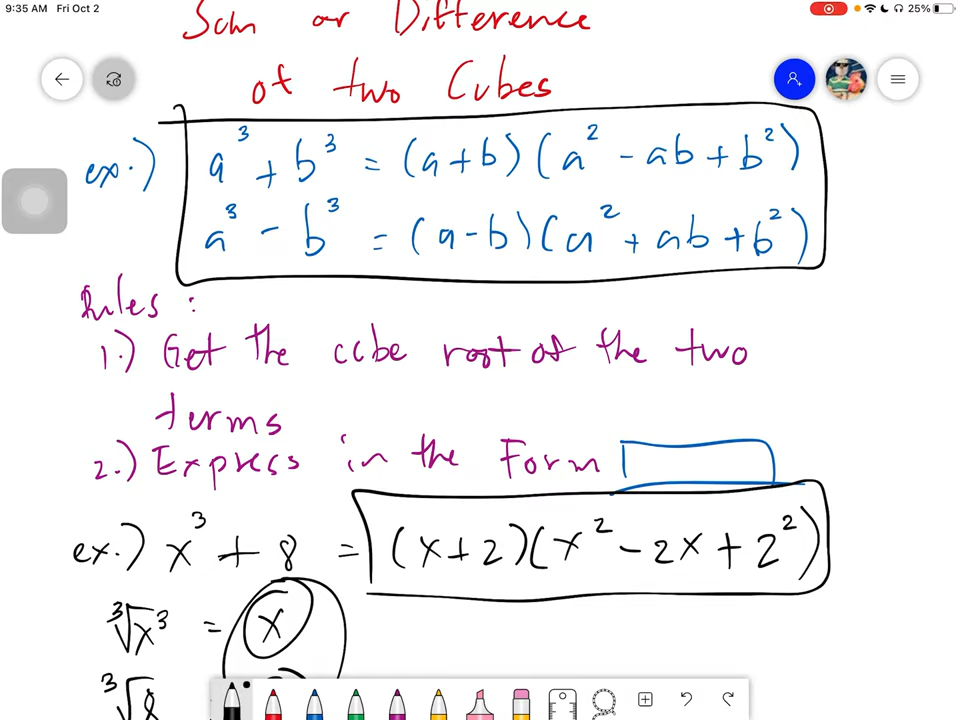 9:35 AM Fri Oct 2
25%
Sum or Difference
of two Cubes
ex.) a³ + b³ = (a+b)(a² - ab + b²)
a³ - b³ = (a-b)(a² + ab + b²)
Rules :
1.) Get the cube root of the two
terms
2.) Express in the Form
ex.) x³ + 8 = (x+2)(x² - 2x + 2²)
∛x³ = x
∛8